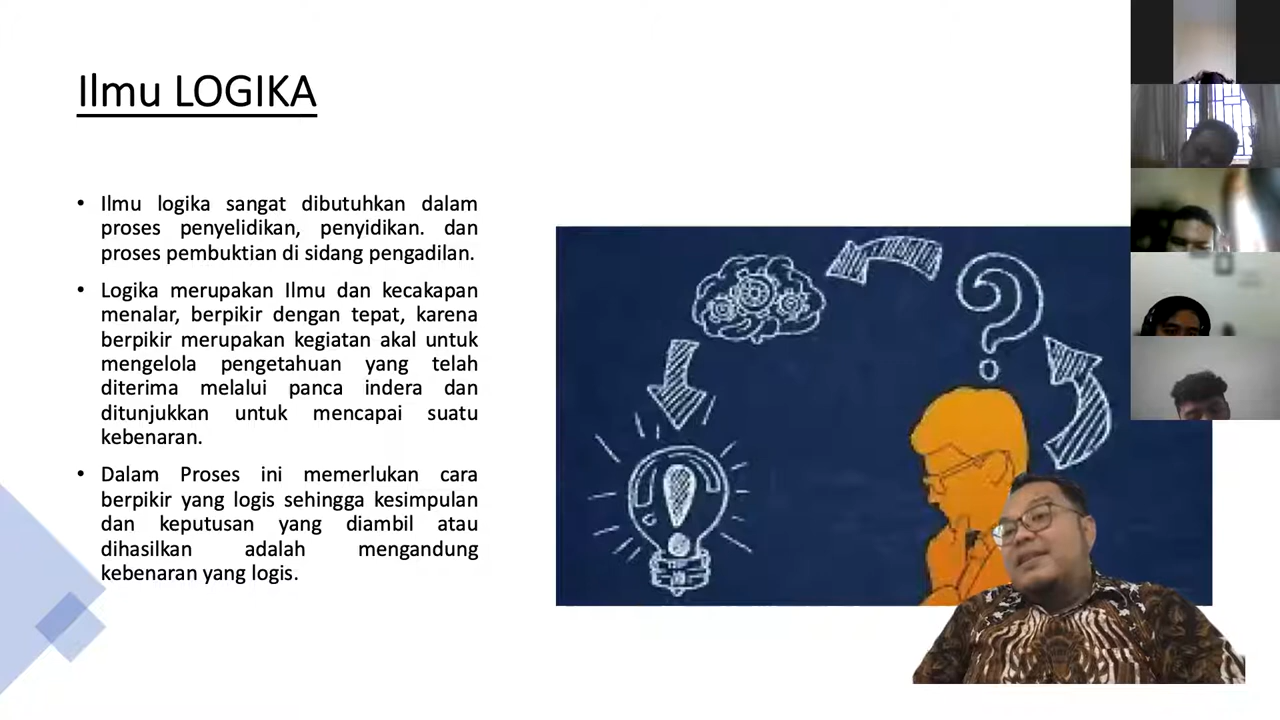 Ilmu LOGIKA
• Ilmu logika sangat dibutuhkan dalam
proses penyelidikan, penyidikan. dan
proses pembuktian di sidang pengadilan.
• Logika merupakan Ilmu dan kecakapan
menalar, berpikir dengan tepat, karena
berpikir merupakan kegiatan akal untuk
mengelola pengetahuan yang telah
diterima melalui panca indera dan
ditunjukkan untuk mencapai suatu
kebenaran.
• Dalam Proses ini memerlukan cara
berpikir yang logis sehingga kesimpulan
dan keputusan yang diambil atau
dihasilkan adalah mengandung
kebenaran yang logis.